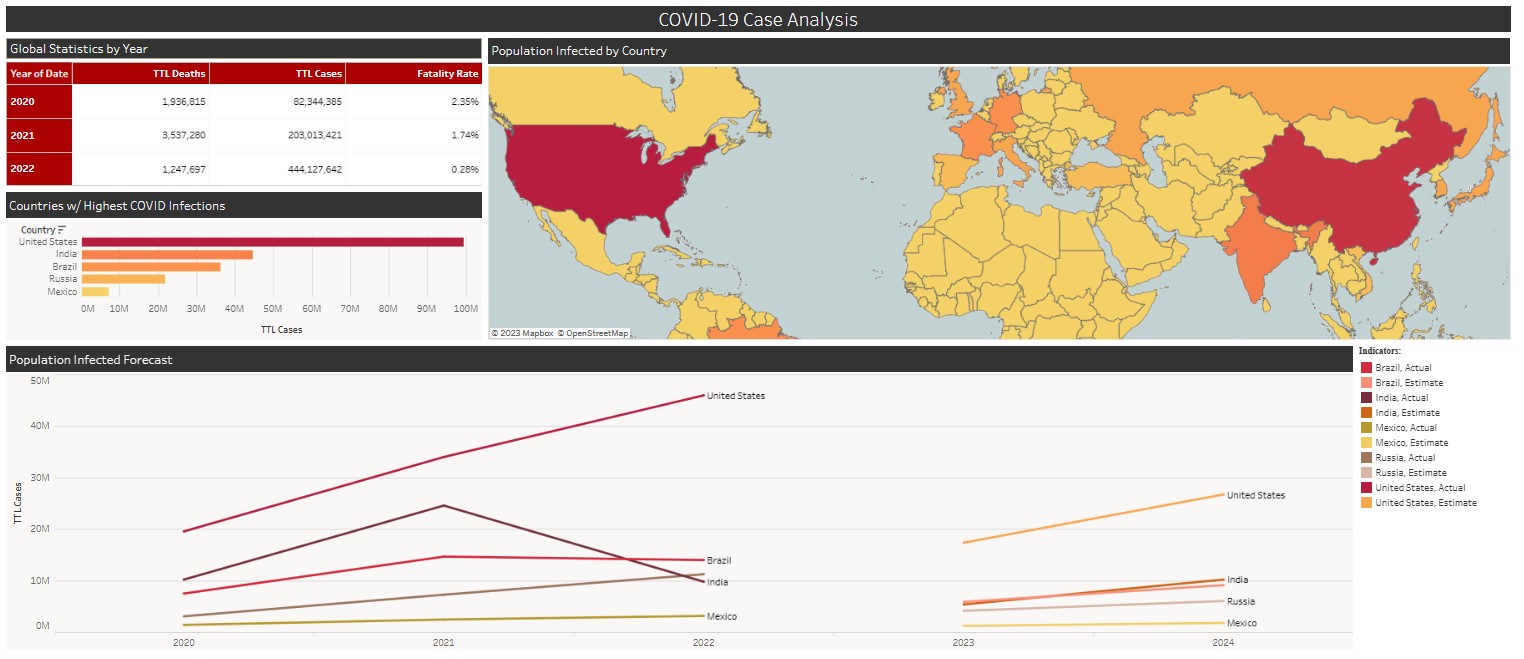 COVID-19 Case Analysis
Global Statistics by Year
Year of Date TTL Deaths TTL Cases Fatality Rate
2020 1,936,815 82,344,385 2.35%
2021 3,537,280 203,013,421 1.74%
2022 1,247,697 444,127,642 0.28%
Countries w/ Highest COVID Infections
Country
United States
India
Brazil
Russia
Mexico
0M 10M 20M 30M 40M 50M 60M 70M 80M 90M 100M
TTL Cases
Population Infected by Country
© 2023 Mapbox © OpenStreetMap
Population Infected Forecast
TTL Cases
50M
40M
30M
20M
10M
0M
United States
Brazil
India
Mexico
United States
India
Russia
Mexico
2020 2021 2022 2023 2024
Indicators:
Brazil, Actual
Brazil, Estimate
India, Actual
India, Estimate
Mexico, Actual
Mexico, Estimate
Russia, Actual
Russia, Estimate
United States, Actual
United States, Estimate